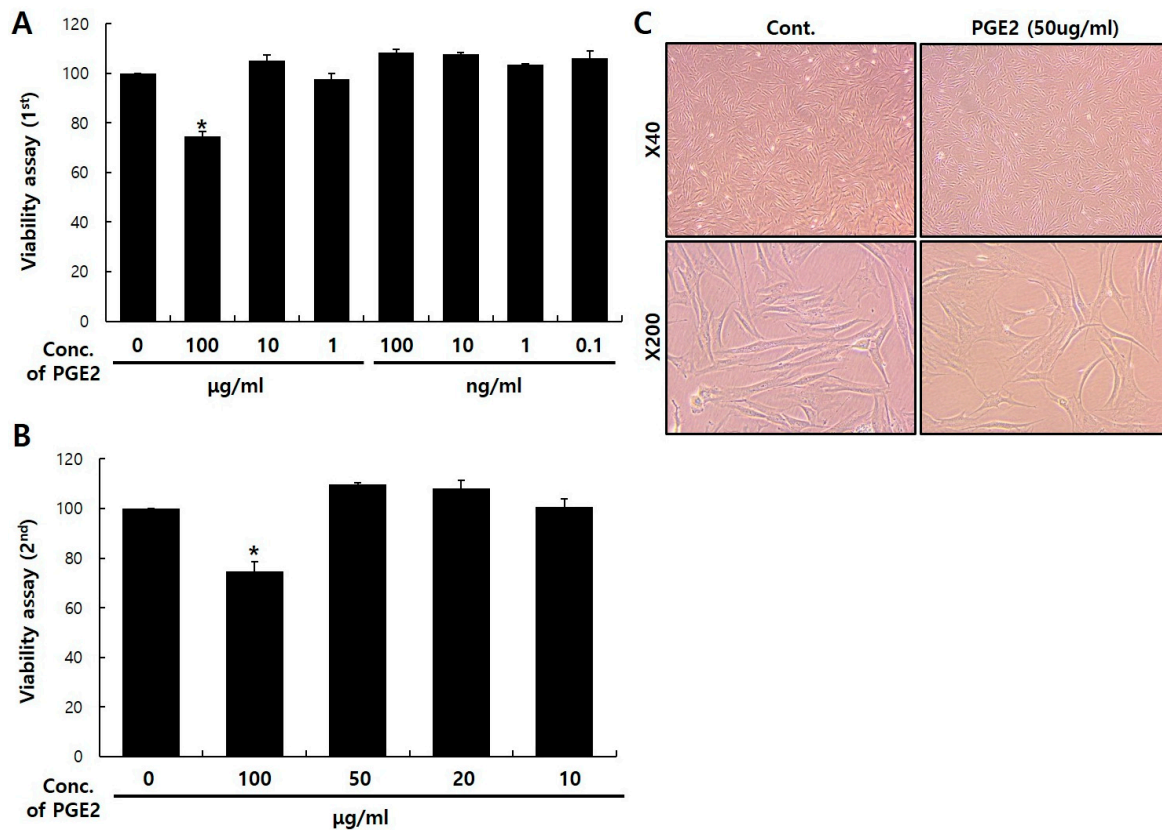 A
Viability assay (1st)
120
100
80
60
40
20
0
Conc. of PGE2
0 100 10 1 100 10 1 0.1
µg/ml ng/ml
*
B
Viability assay (2nd)
120
100
80
60
40
20
0
Conc. of PGE2
0 100 50 20 10
µg/ml
*
C
Cont. PGE2 (50ug/ml)
X40
X200